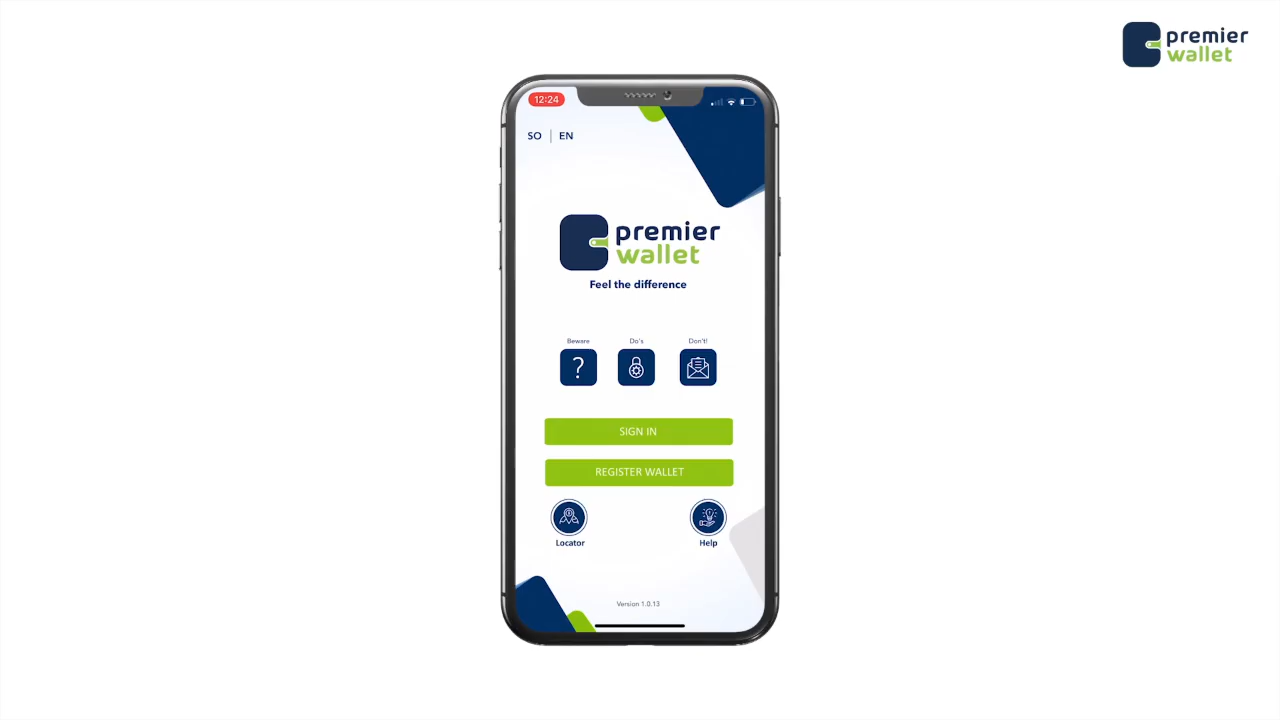 premier
wallet
12:24
SO | EN
premier
wallet
Feel the difference
Beware
Do's
Don't!
SIGN IN
REGISTER WALLET
Locator
Help
Version 1.0.13